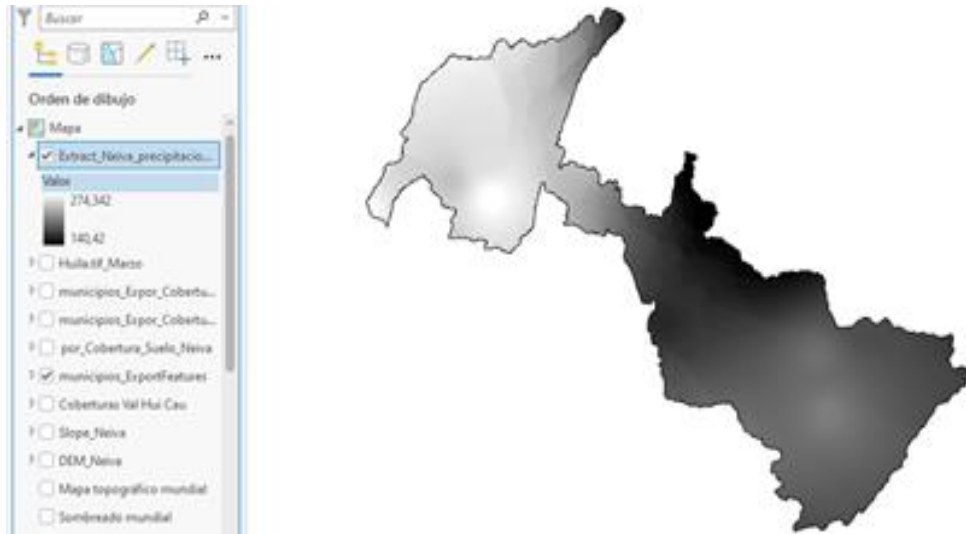 Buscar
Orden de dibujo
Mapa
Extract_Neiva_precipitacio...
Valor
274,342
140,42
Huila.tif_Marzo
municipios_Expor_Cobertu...
municipios_Expor_Cobertu...
por_Cobertura_Suelo_Neiva
municipios_ExportFeatures
Coberturas Val Hui Cau
Slope_Neiva
DEM_Neiva
Mapa topográfico mundial
Sombreado mundial